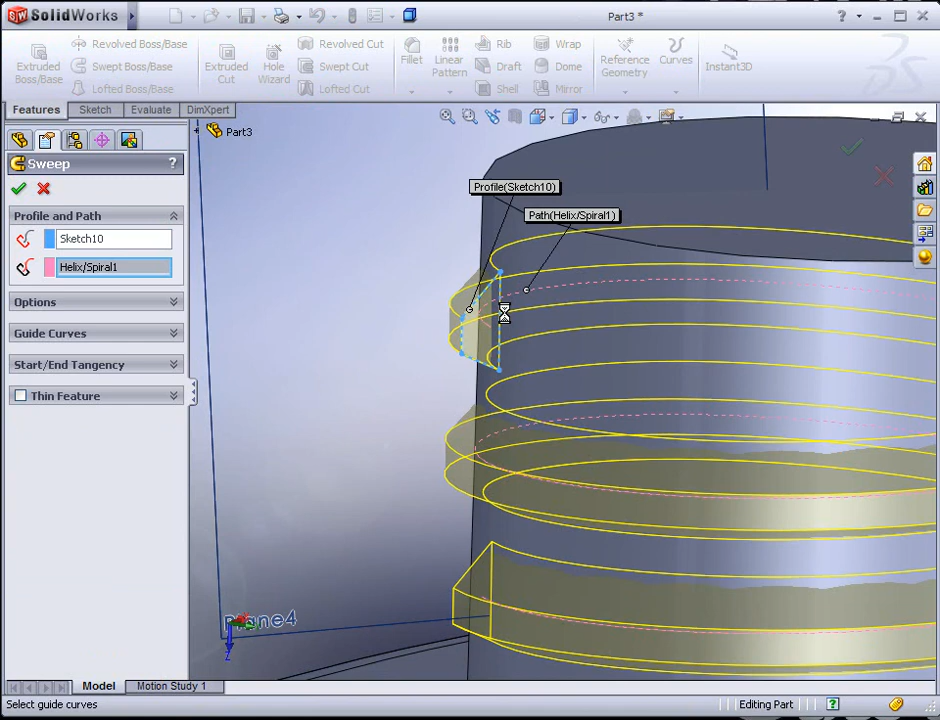 SolidWorks
Part3 *
Extruded Boss/Base
Revolved Boss/Base
Swept Boss/Base
Lofted Boss/Base
Extruded Cut
Hole Wizard
Revolved Cut
Swept Cut
Lofted Cut
Fillet
Linear Pattern
Rib
Draft
Shell
Wrap
Dome
Mirror
Reference Geometry
Curves
Instant3D
Features
Sketch
Evaluate
DimXpert
Part3
Sweep
?
Profile and Path
Sketch10
Helix/Spiral1
Options
Guide Curves
Start/End Tangency
Thin Feature
Profile(Sketch10)
Path(Helix/Spiral1)
Z
Model
Motion Study 1
Select guide curves
Editing Part